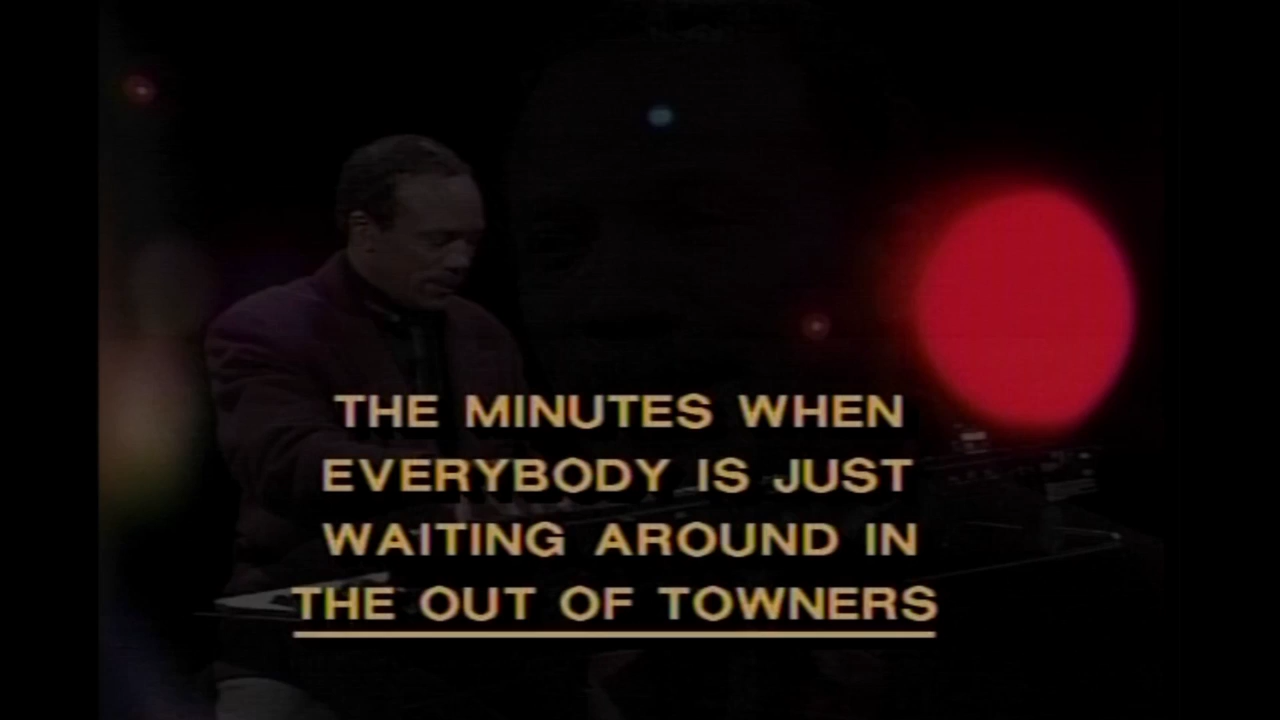 THE MINUTES WHEN
EVERYBODY IS JUST
WAITING AROUND IN
THE OUT OF TOWNERS